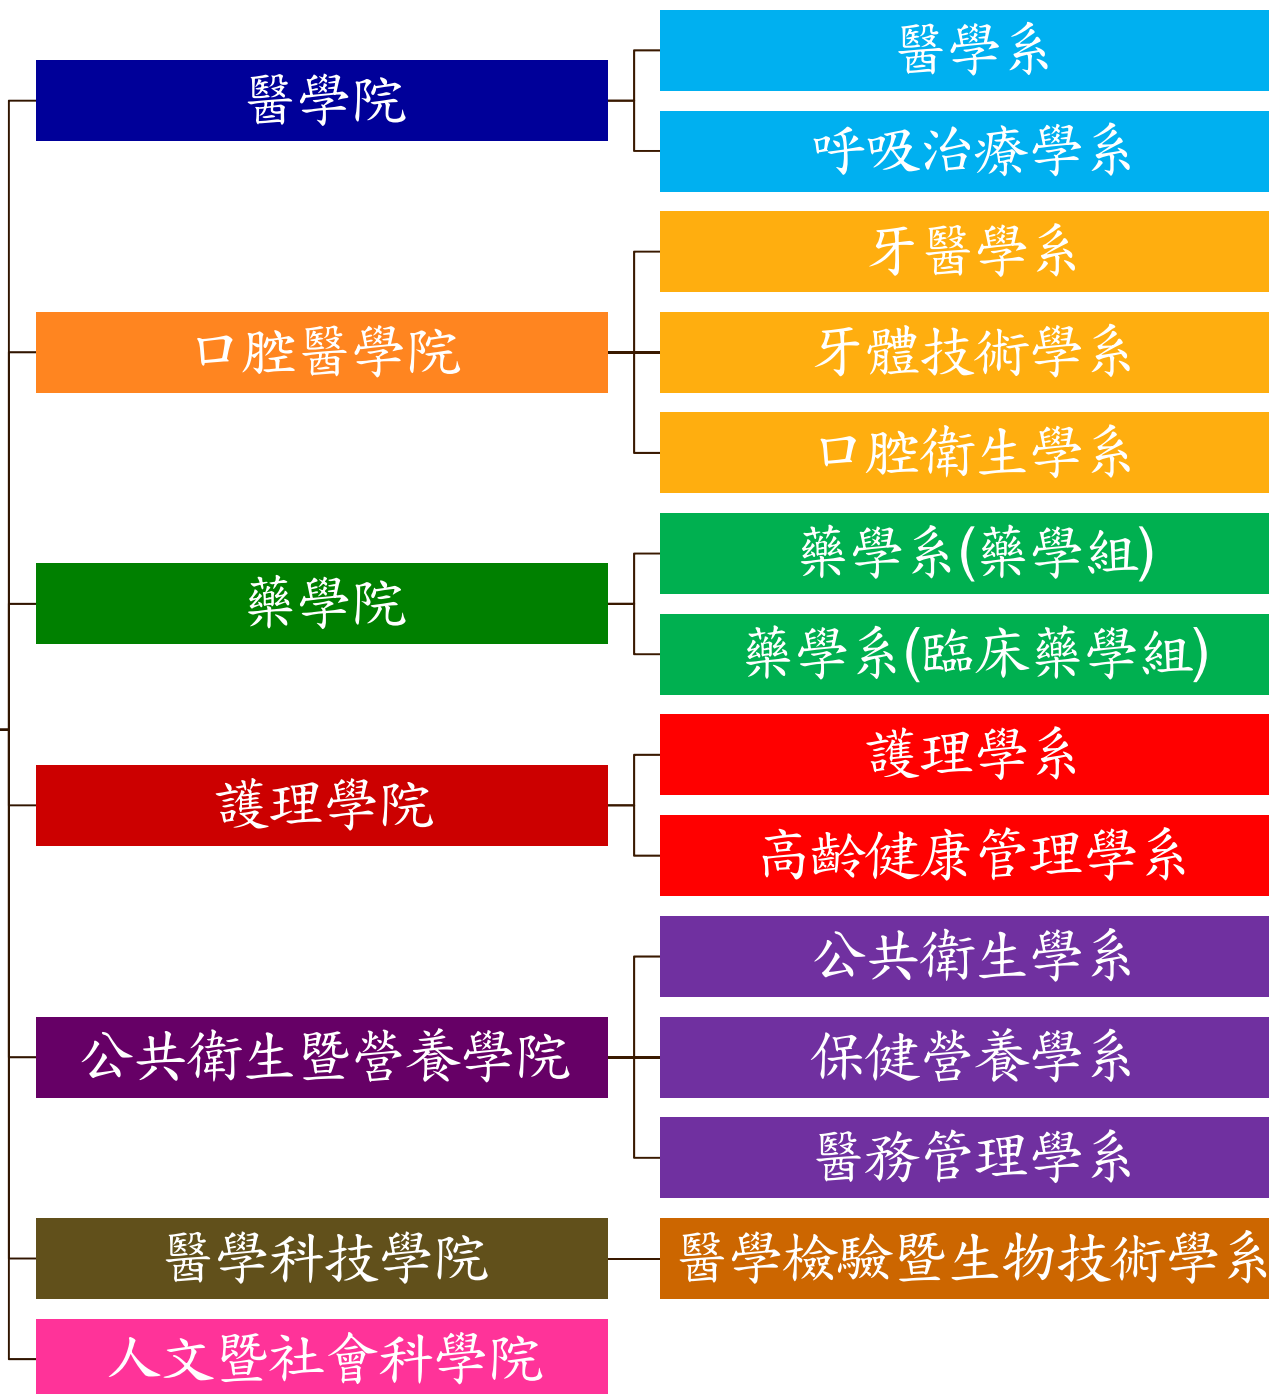 醫學院
醫學系
呼吸治療學系
口腔醫學院
牙醫學系
牙體技術學系
口腔衛生學系
藥學院
藥學系(藥學組)
藥學系(臨床藥學組)
護理學院
護理學系
高齡健康管理學系
公共衛生暨營養學院
公共衛生學系
保健營養學系
醫務管理學系
醫學科技學院
醫學檢驗暨生物技術學系
人文暨社會科學院